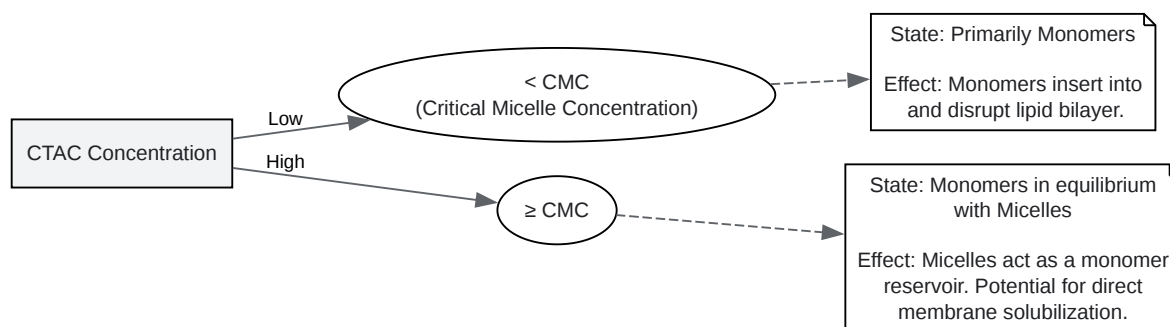 CTAC Concentration
Low
High
< CMC
(Critical Micelle Concentration)
≥ CMC
State: Primarily Monomers
Effect: Monomers insert into
and disrupt lipid bilayer.
State: Monomers in equilibrium
with Micelles
Effect: Micelles act as a monomer
reservoir. Potential for direct
membrane solubilization.